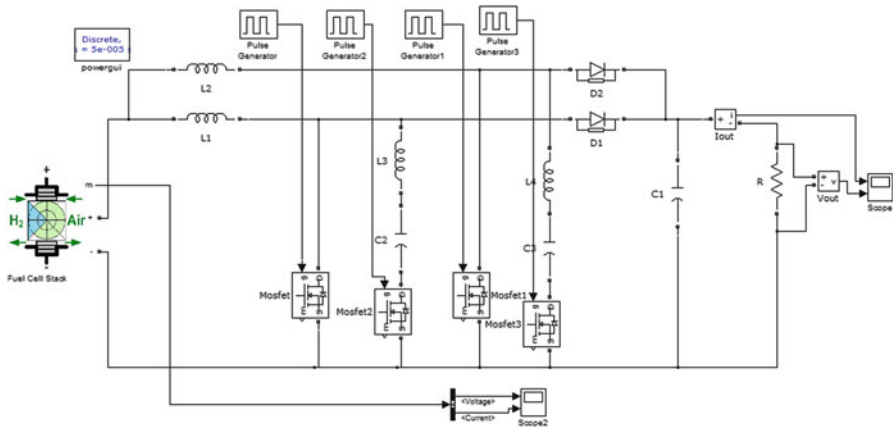 Discrete,
s = 5e-005
powergui
Pulse
Generator
Pulse
Generator2
Pulse
Generator1
Pulse
Generator3
L2
D2
L1
D1
L3
L4
C2
C3
C1
+ i
-
Iout
R
+
- v
Vout
Scope
+
m
+
H2
Air
-
-
Fuel Cell Stack
g D
E S
Mosfet
g D
E S
Mosfet2
g D
E S
Mosfet1
g D
E S
Mosfet3
<Voltage>
<Current>
Scope2